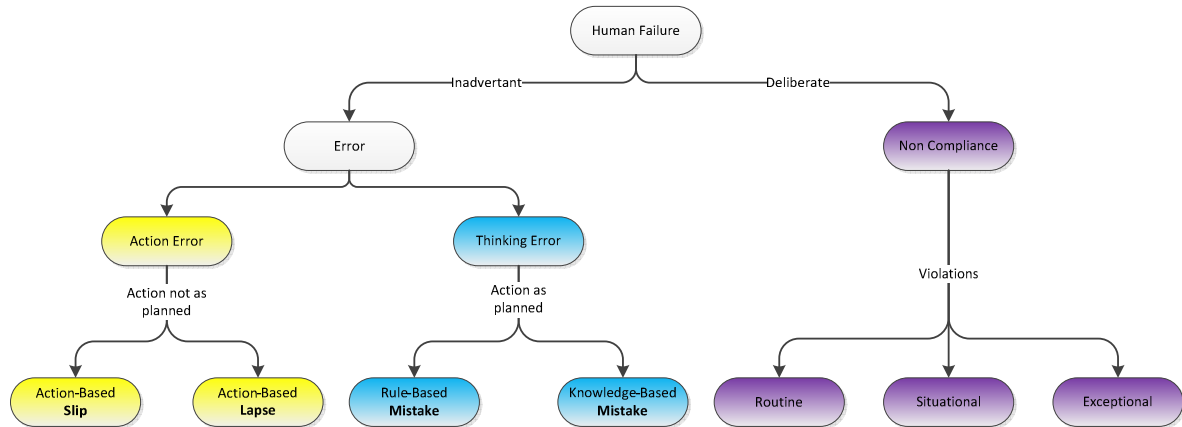 Human Failure
Inadvertant
Deliberate
Error
Non Compliance
Action Error
Thinking Error
Action not as
planned
Action as
planned
Violations
Action-Based
Slip
Action-Based
Lapse
Rule-Based
Mistake
Knowledge-Based
Mistake
Routine
Situational
Exceptional